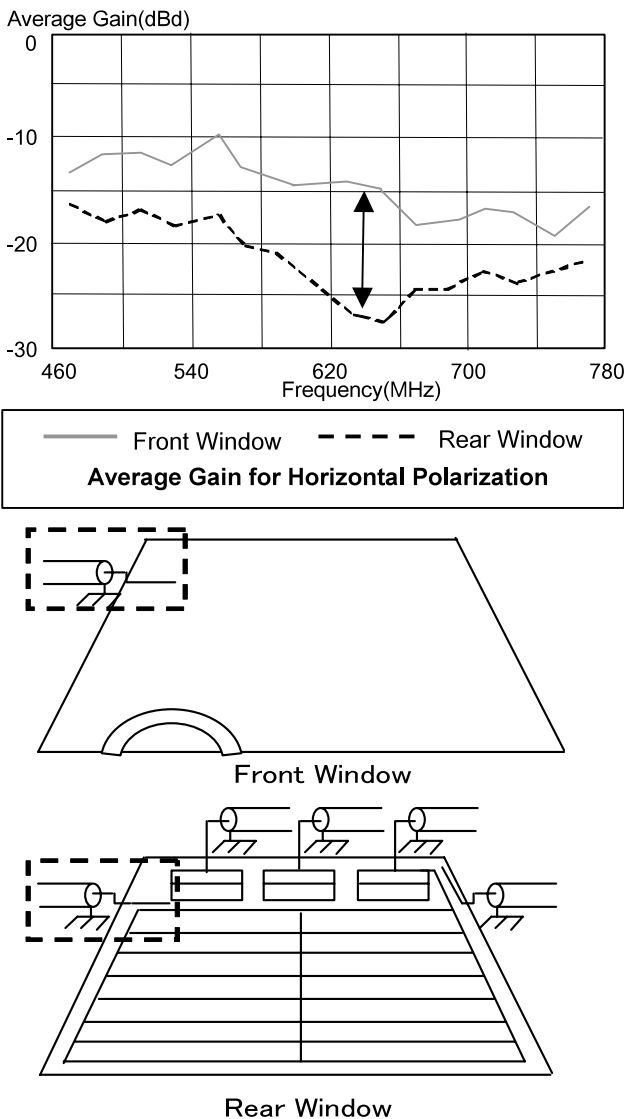 Average Gain(dBd)
0
-10
-20
-30
460 540 620 700 780
Frequency(MHz)
Front Window Rear Window
Average Gain for Horizontal Polarization
Front Window
Rear Window